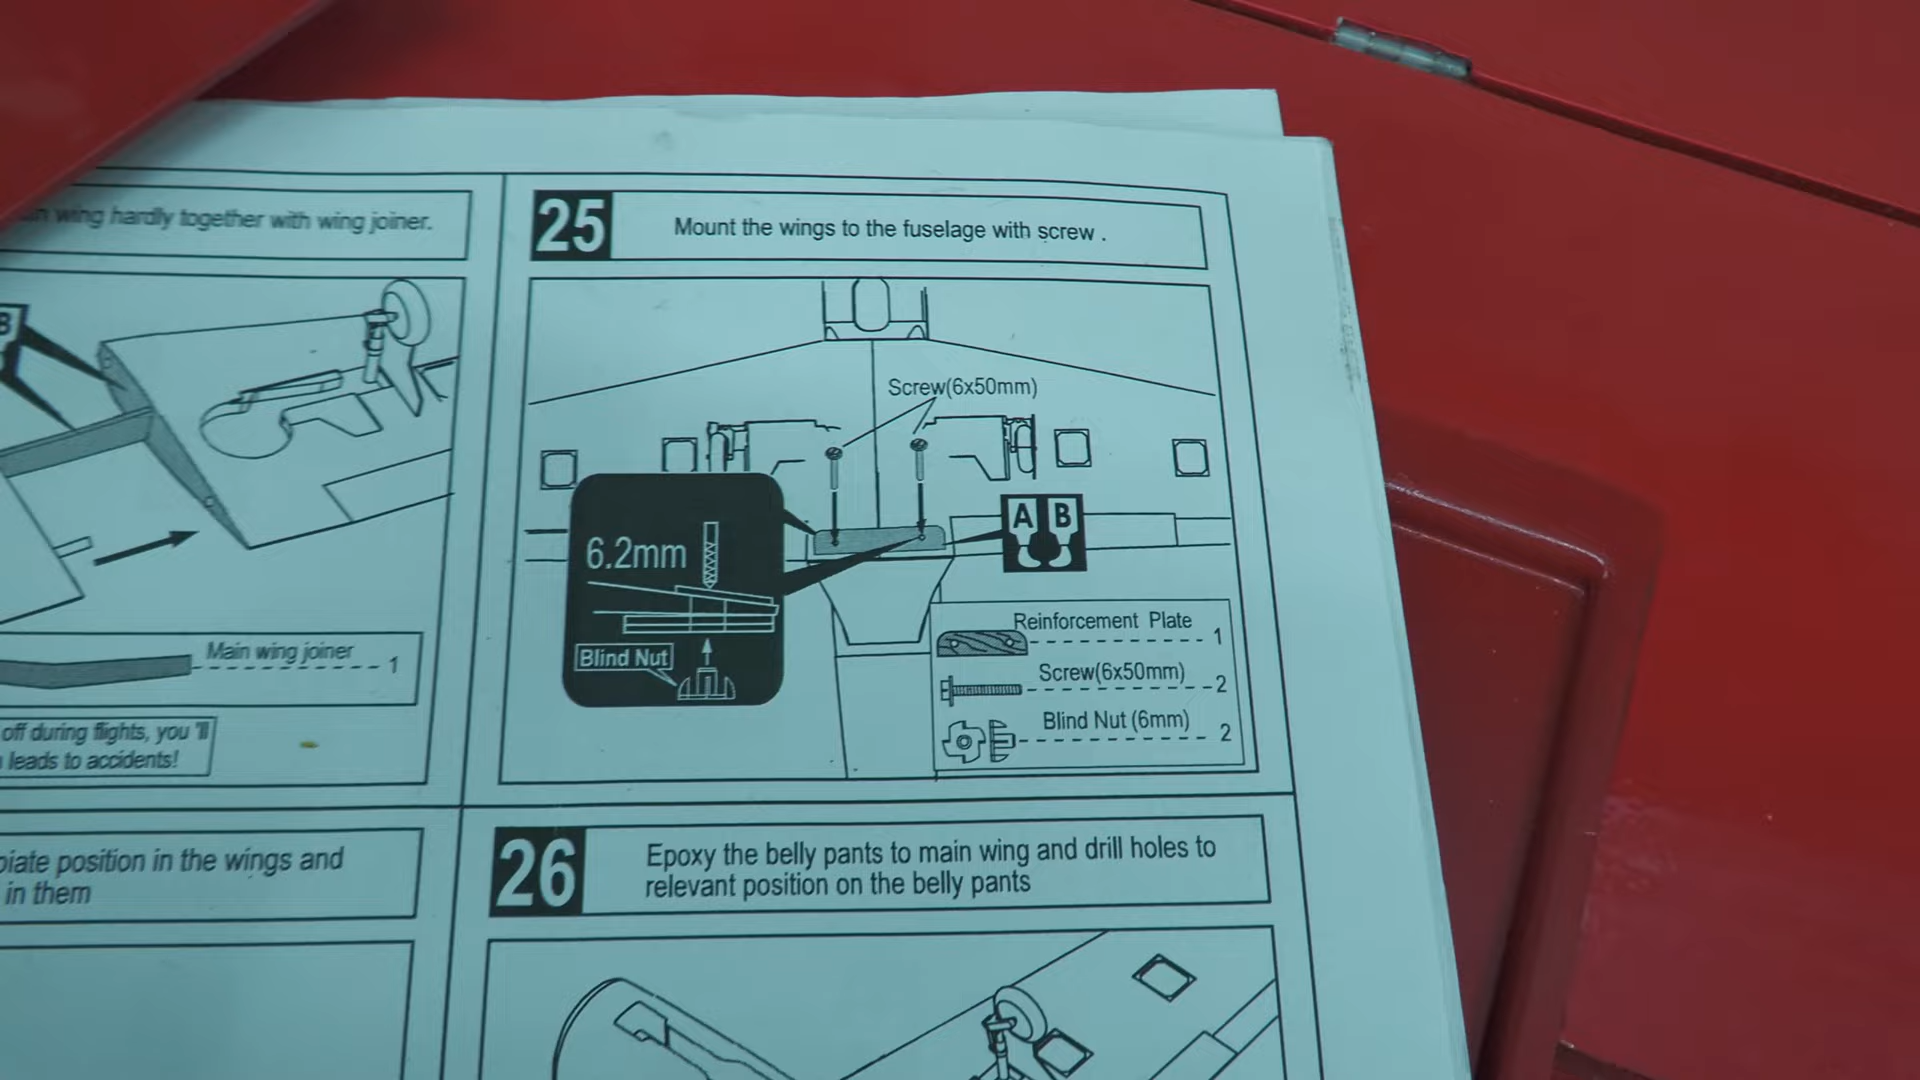 wing hardly together with wing joiner.
B
Main wing joiner
1
off during flights, you 'll
leads to accidents!
25
Mount the wings to the fuselage with screw .
Screw(6x50mm)
A B
6.2mm
Blind Nut
Reinforcement Plate
1
Screw(6x50mm)
2
Blind Nut (6mm)
2
position in the wings and
in them
26
Epoxy the belly pants to main wing and drill holes to
relevant position on the belly pants